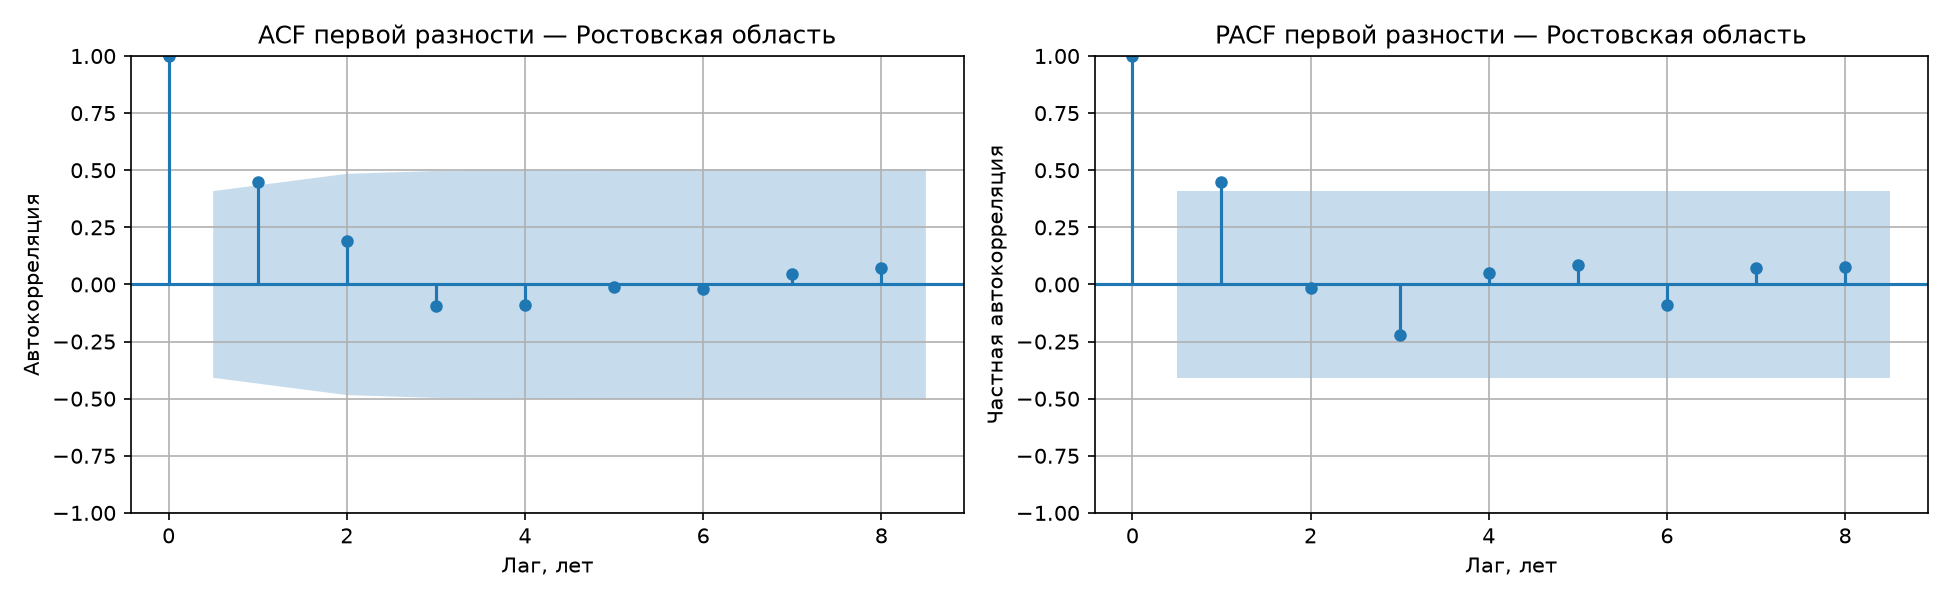 ACF первой разности — Ростовская область
1.00
0.75
0.50
0.25
0.00
−0.25
−0.50
−0.75
−1.00
Автокорреляция
0 2 4 6 8
Лаг, лет
PACF первой разности — Ростовская область
1.00
0.75
0.50
0.25
0.00
−0.25
−0.50
−0.75
−1.00
Частная автокорреляция
0 2 4 6 8
Лаг, лет